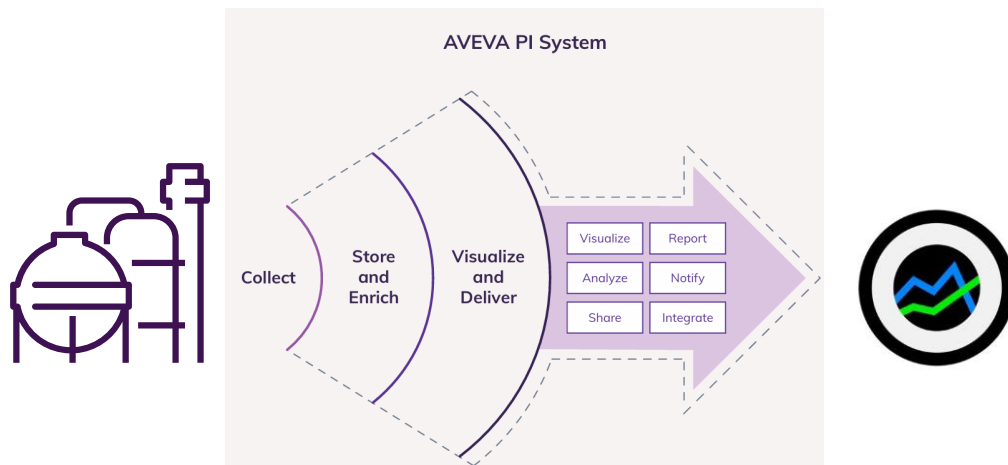 AVEVA PI System
Collect
Store
and
Enrich
Visualize
and
Deliver
Visualize
Report
Analyze
Notify
Share
Integrate